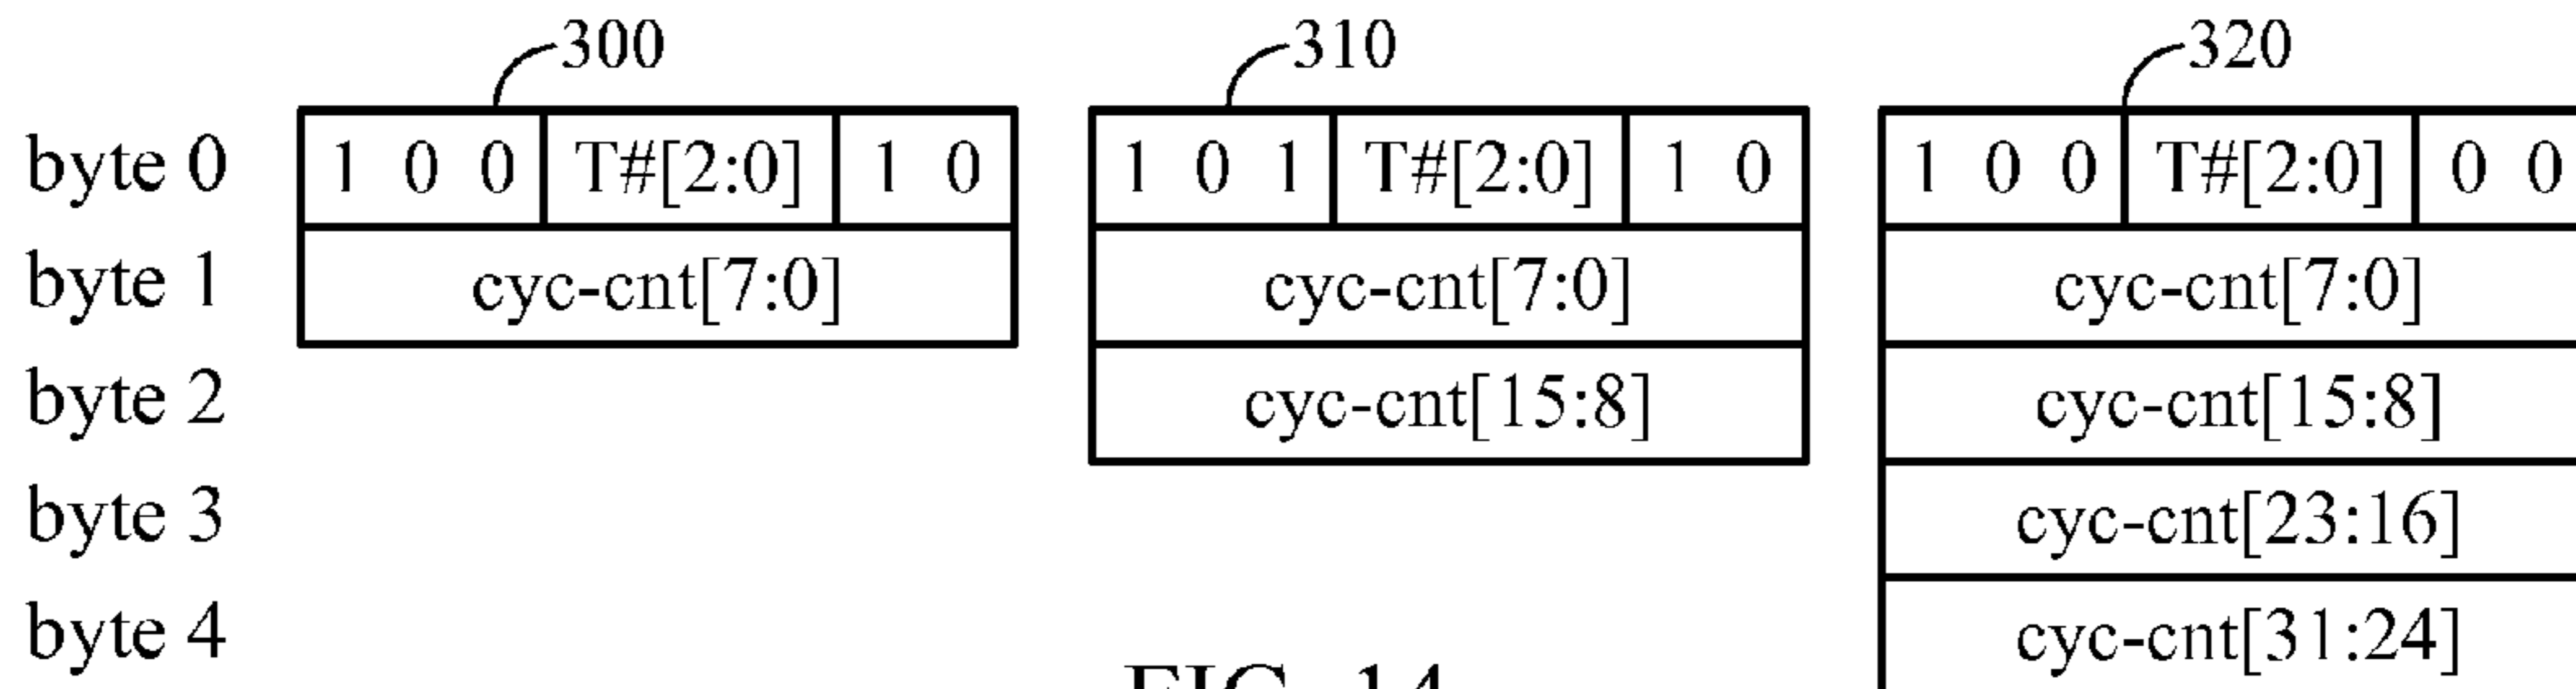 300 310 320
byte 0 1 0 0 T#[2:0] 1 0 1 0 1 T#[2:0] 1 0 1 0 0 T#[2:0] 0 0
byte 1 cyc-cnt[7:0] cyc-cnt[7:0] cyc-cnt[7:0]
byte 2 cyc-cnt[15:8] cyc-cnt[15:8]
byte 3 cyc-cnt[23:16]
byte 4 cyc-cnt[31:24]
FIG. 14